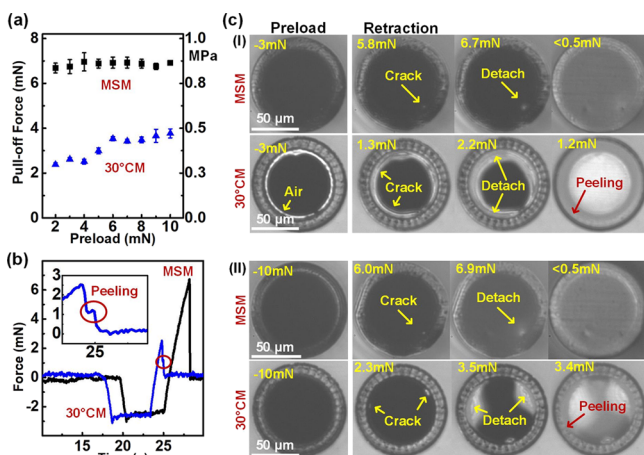 (a)
8
1.0
MPa
6
0.8
MSM
0.6
4
0.5
2
30°CM
0.3
0.2
0
0.0
2 4 6 8 10
Preload (mN)
Pull-off Force (mN)
(b)
3
2
1
0
Peeling
25
MSM
6
4
2
0
-2
30°CM
10 15 20 25
Force (mN)
(c)
Preload
Retraction
(I)
MSM
-3mN
50 µm
5.8mN
Crack
6.7mN
Detach
<0.5mN
30°CM
-3mN
Air
50 µm
1.3mN
Crack
2.2mN
Detach
1.2mN
Peeling
(II)
MSM
-10mN
50 µm
6.0mN
Crack
6.9mN
Detach
<0.5mN
30°CM
-10mN
2.3mN
Crack
3.5mN
Detach
3.4mN
Peeling